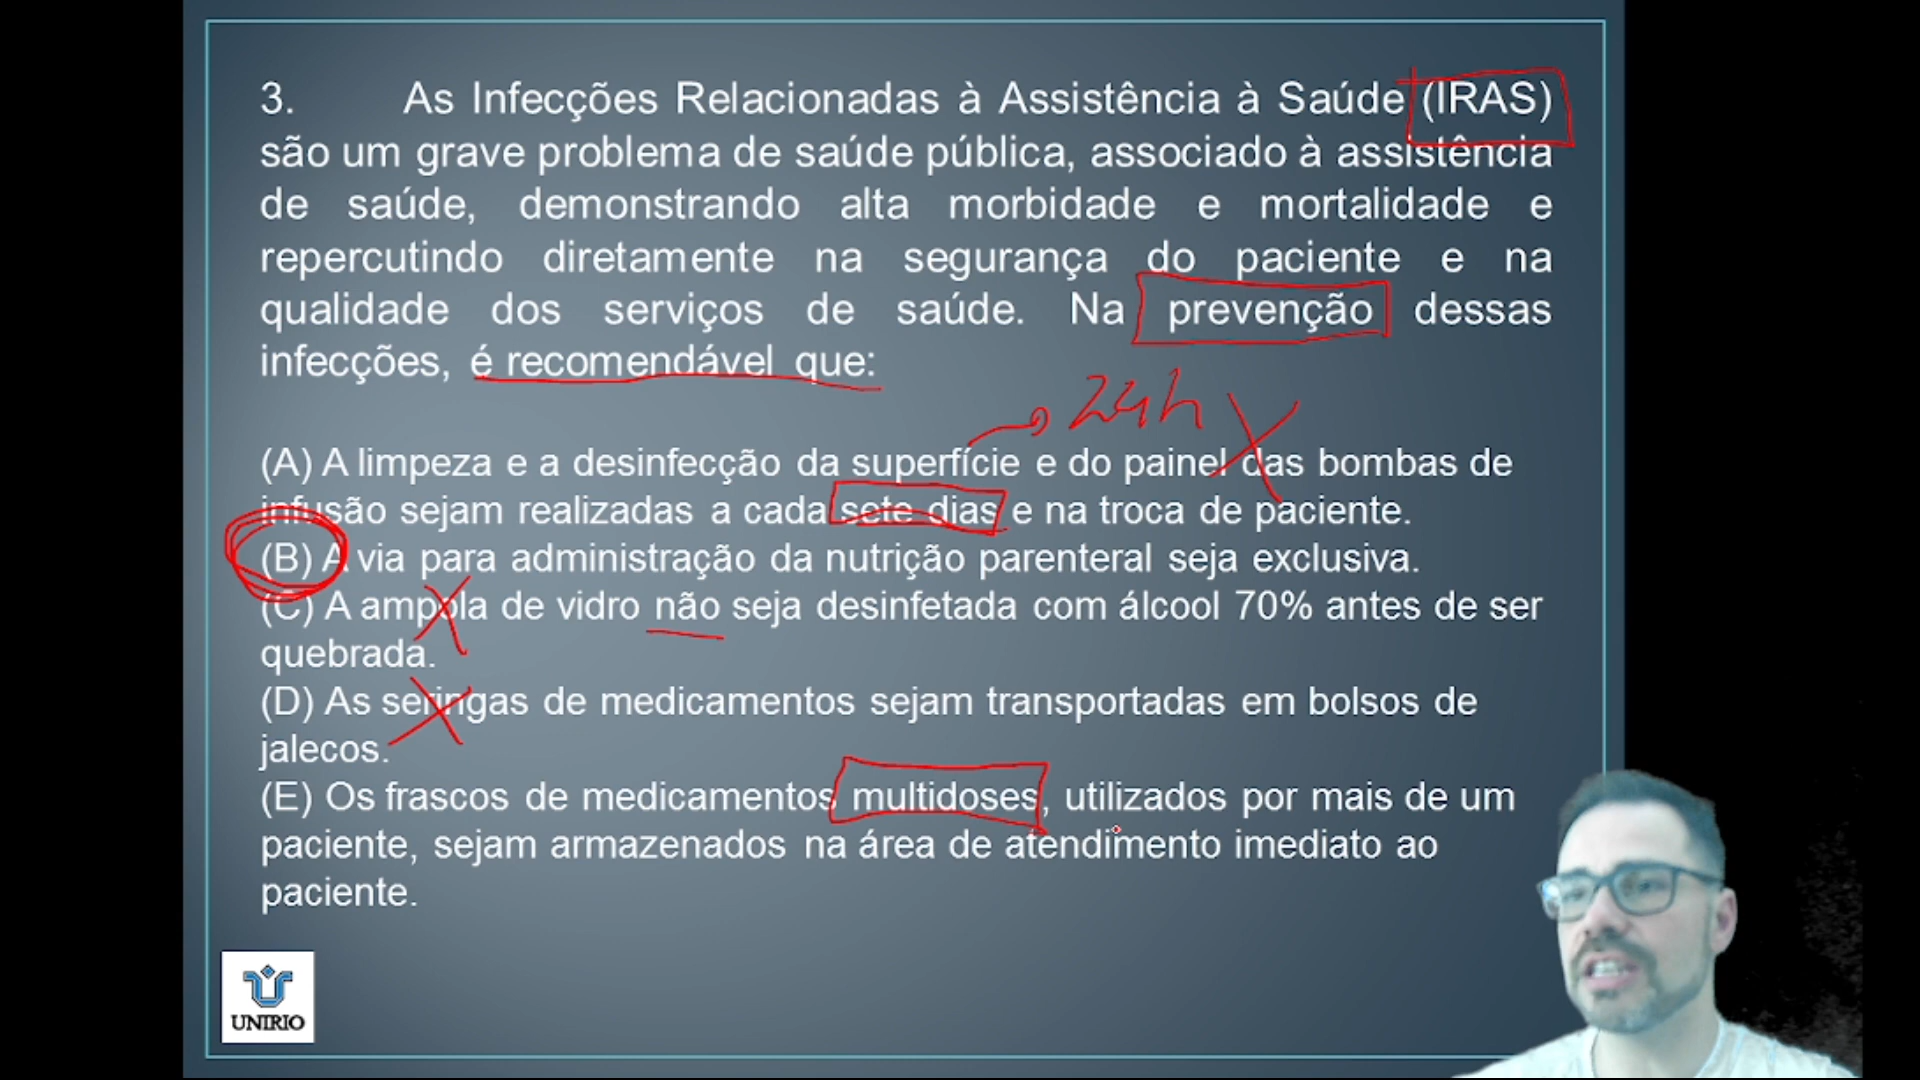 3. As Infecções Relacionadas à Assistência à Saúde (IRAS)
são um grave problema de saúde pública, associado à assistência
de saúde, demonstrando alta morbidade e mortalidade e
repercutindo diretamente na segurança do paciente e na
qualidade dos serviços de saúde. Na prevenção dessas
infecções, é recomendável que:
24h
(A) A limpeza e a desinfecção da superfície e do painel das bombas de
infusão sejam realizadas a cada sete dias e na troca de paciente.
(B) A via para administração da nutrição parenteral seja exclusiva.
(C) A ampola de vidro não seja desinfetada com álcool 70% antes de ser
quebrada.
(D) As seringas de medicamentos sejam transportadas em bolsos de
jalecos.
(E) Os frascos de medicamentos multidoses, utilizados por mais de um
paciente, sejam armazenados na área de atendimento imediato ao
paciente.
UNIRIO